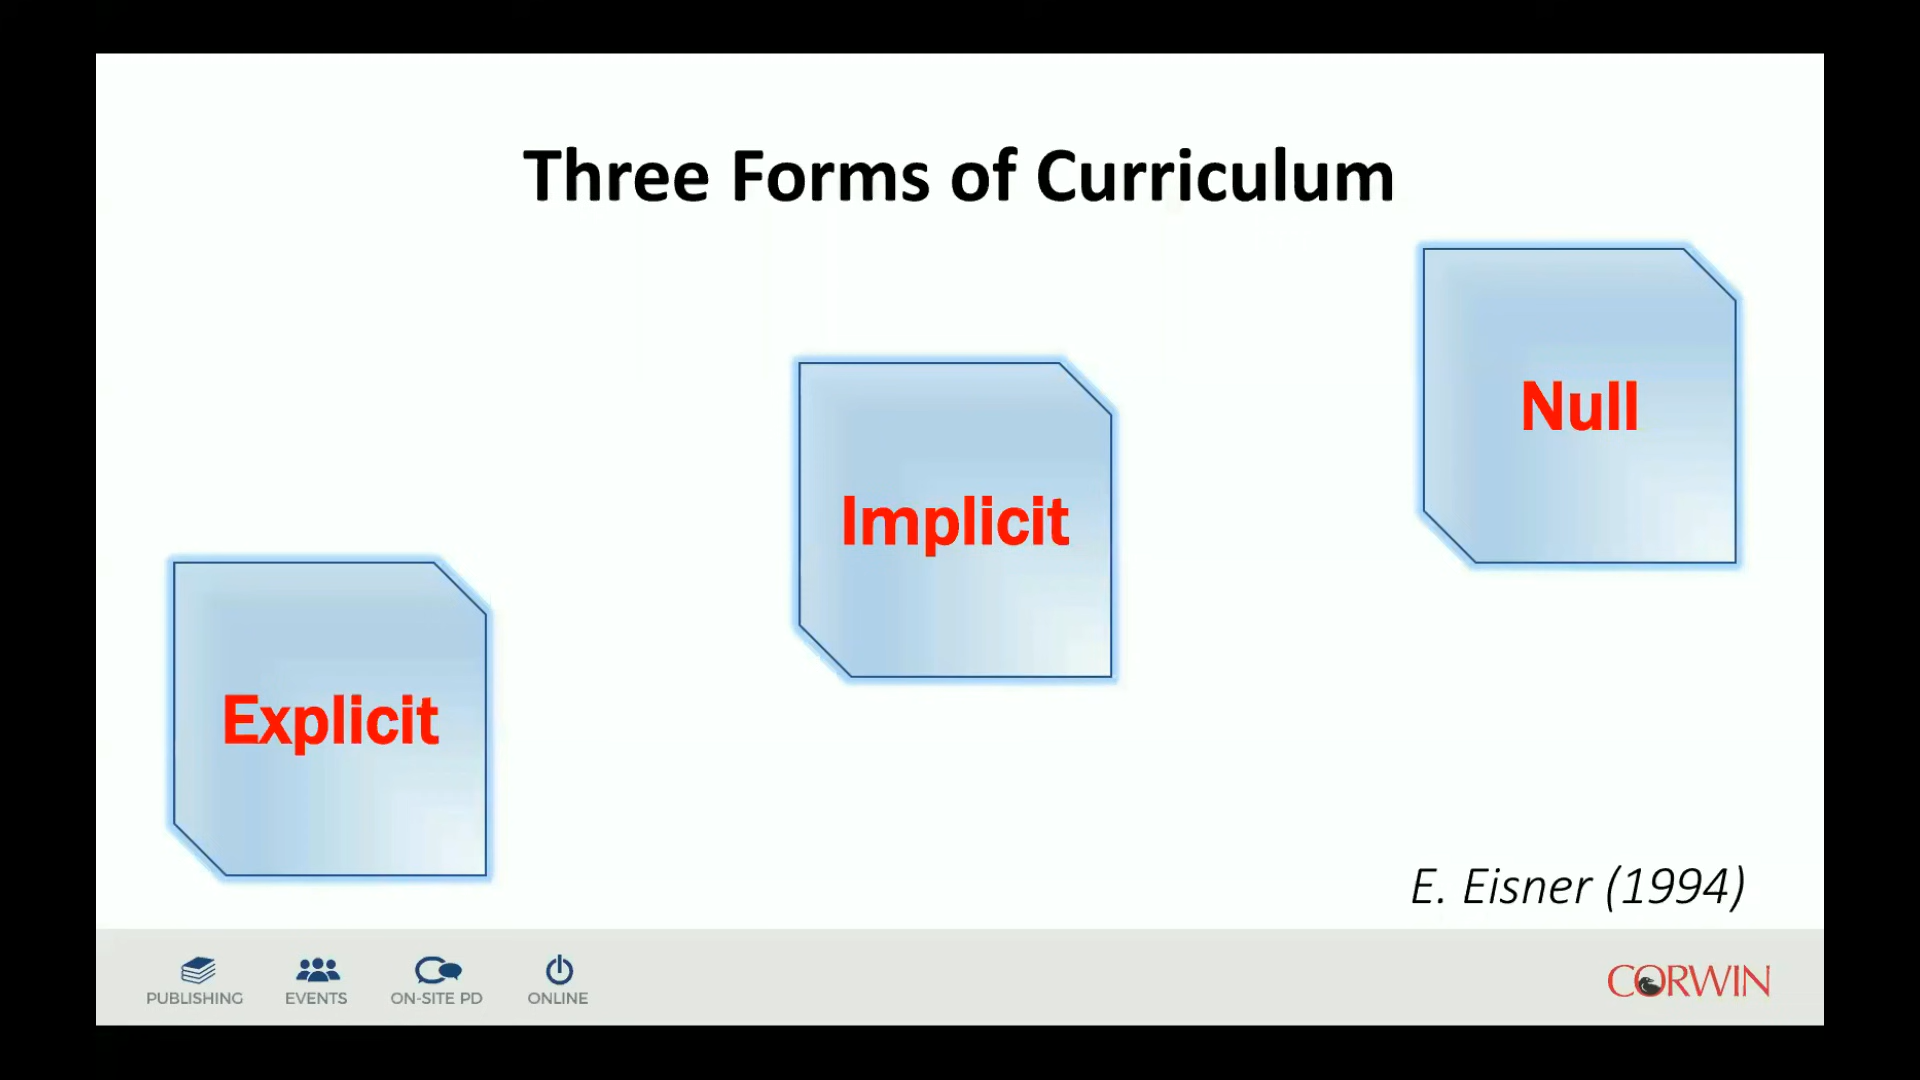 Three Forms of Curriculum
Null
Implicit
Explicit
E. Eisner (1994)
PUBLISHING
EVENTS
ON-SITE PD
ONLINE
CORWIN